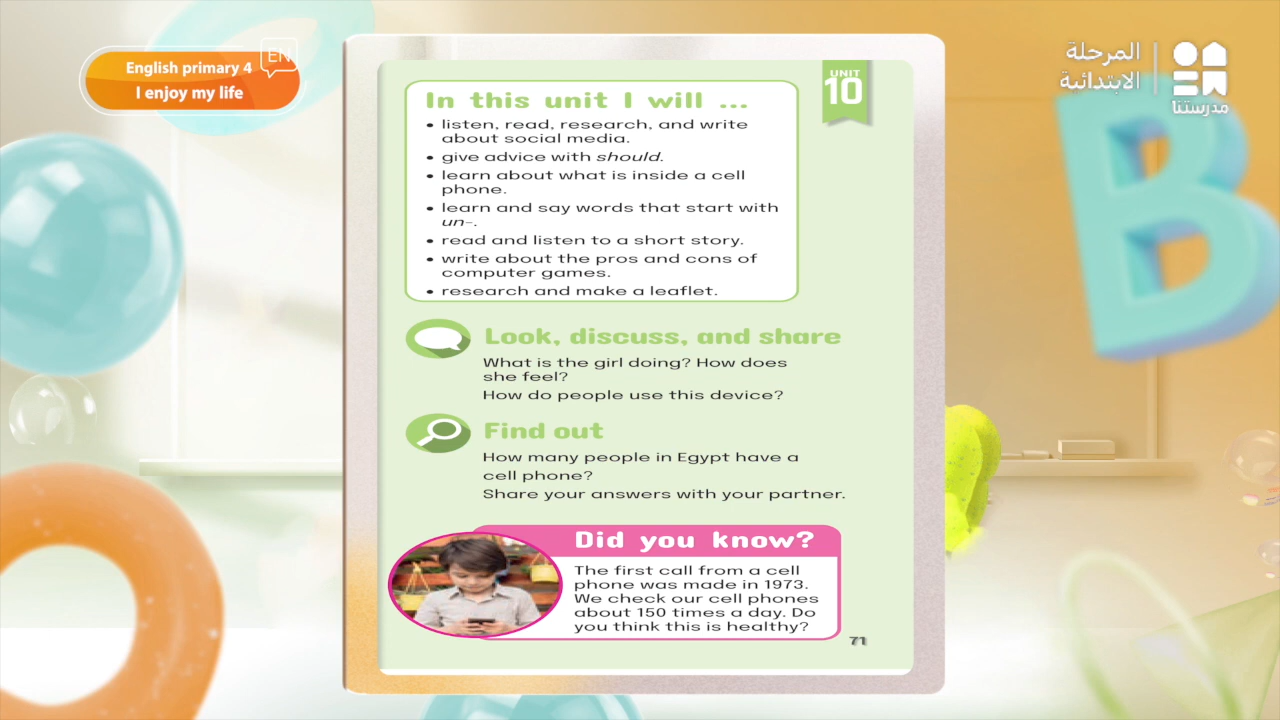 English primary 4
EN
I enjoy my life
المرحلة
الابتدائية
مدرستنا
UNIT
10
In this unit I will ...
• listen, read, research, and write
about social media.
• give advice with should.
• learn about what is inside a cell
phone.
• learn and say words that start with
un-.
• read and listen to a short story.
• write about the pros and cons of
computer games.
• research and make a leaflet.
Look, discuss, and share
What is the girl doing? How does
she feel?
How do people use this device?
Find out
How many people in Egypt have a
cell phone?
Share your answers with your partner.
Did you know?
The first call from a cell
phone was made in 1973.
We check our cell phones
about 150 times a day. Do
you think this is healthy?
71
B